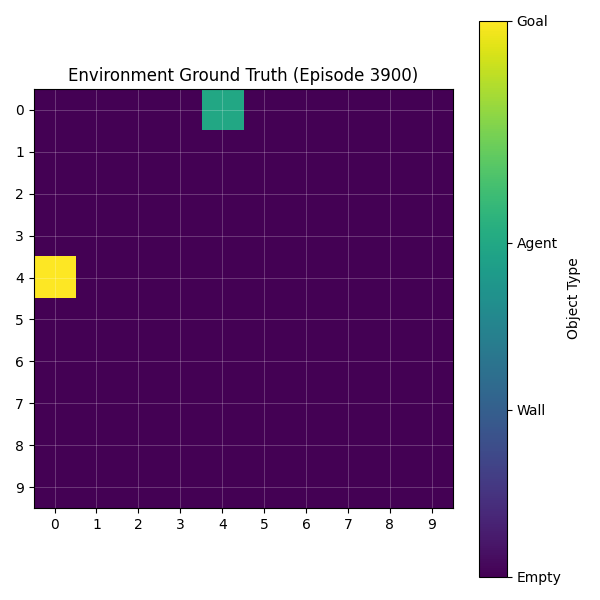 Environment Ground Truth (Episode 3900)
0
1
2
3
4
5
6
7
8
9
0 1 2 3 4 5 6 7 8 9
Goal
Agent
Wall
Empty
Object Type